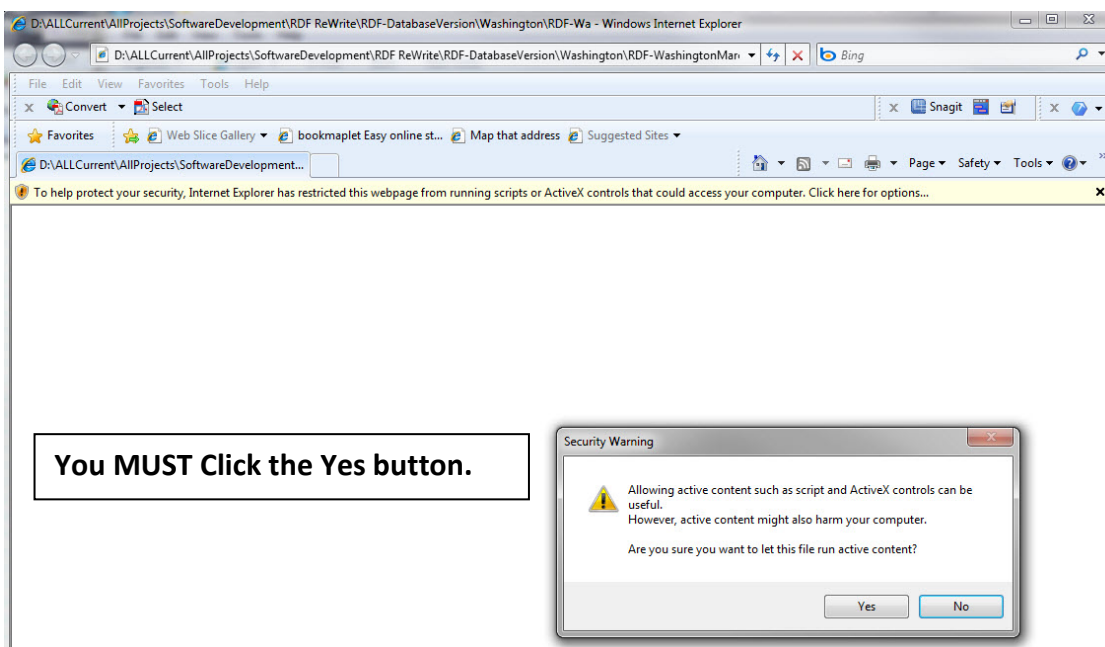 D:\ALLCurrent\AllProjects\SoftwareDevelopment\RDF ReWrite\RDF-DatabaseVersion\Washington\RDF-Wa - Windows Internet Explorer
D:\ALLCurrent\AllProjects\SoftwareDevelopment\RDF ReWrite\RDF-DatabaseVersion\Washington\RDF-WashingtonMan Bing
File Edit View Favorites Tools Help
x Convert Select x Snagit x
Favorites Web Slice Gallery bookmaplet Easy online st... Map that address Suggested Sites
D:\ALLCurrent\AllProjects\SoftwareDevelopment... Page Safety Tools
To help protect your security, Internet Explorer has restricted this webpage from running scripts or ActiveX controls that could access your computer. Click here for options...
You MUST Click the Yes button.
Security Warning
Allowing active content such as script and ActiveX controls can be
useful.
However, active content might also harm your computer.
Are you sure you want to let this file run active content?
Yes No